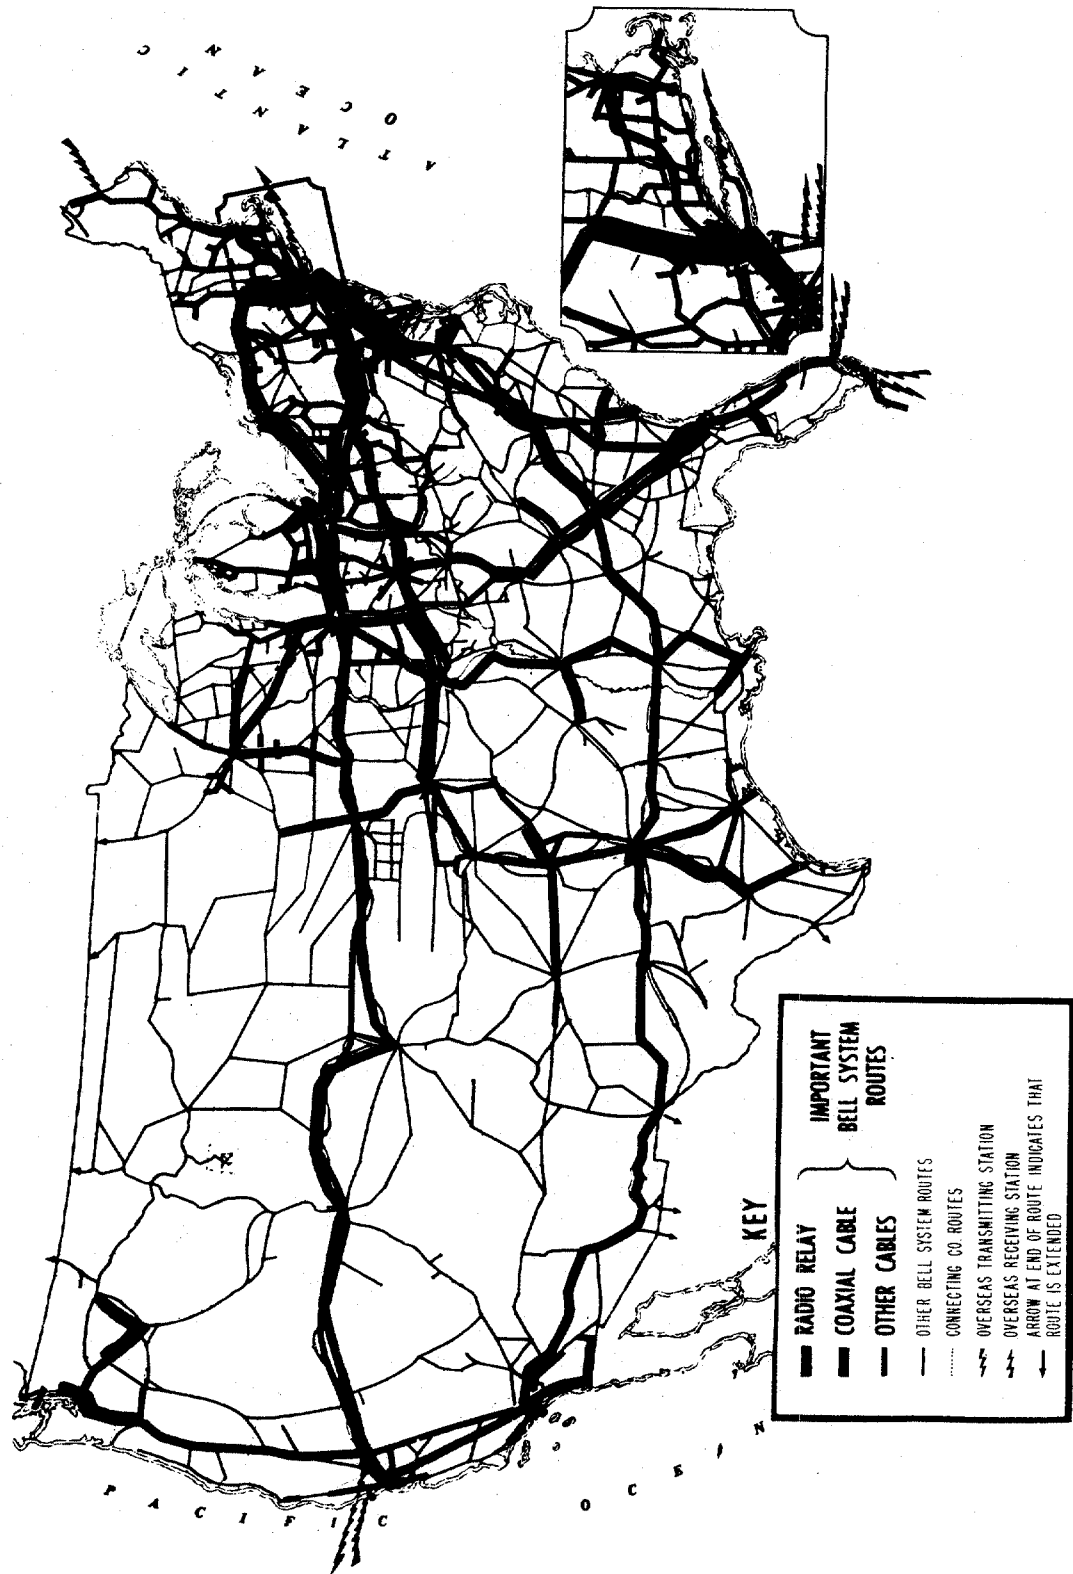 ATLANTIC
OCEAN
PACIFIC
OCEAN
KEY
RADIO RELAY
COAXIAL CABLE
OTHER CABLES
IMPORTANT
BELL SYSTEM
ROUTES
OTHER BELL SYSTEM ROUTES
CONNECTING CO. ROUTES
OVERSEAS TRANSMITTING STATION
OVERSEAS RECEIVING STATION
ARROW AT END OF ROUTE INDICATES THAT
ROUTE IS EXTENDED